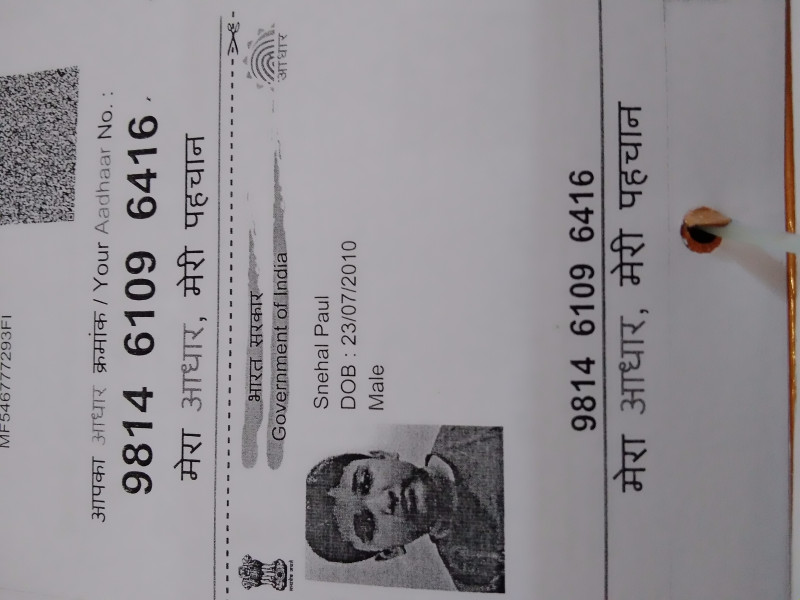 MF546777293FI
आपका आधार क्रमांक / Your Aadhaar No. :
9814 6109 6416
मेरा आधार, मेरी पहचान
आधार
भारत सरकार
Government of India
Snehal Paul
DOB : 23/07/2010
Male
9814 6109 6416
मेरा आधार, मेरी पहचान